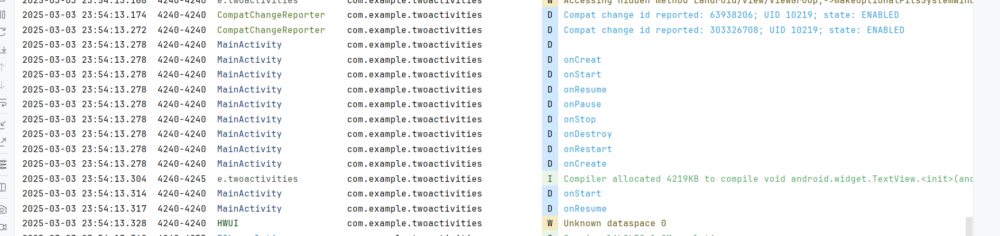 e.twoactivities com.example.twoactivities W Accessing hidden method Landroid/view/ViewGroup;->makeOptionalFitsSystemWin
2025-03-03 23:54:13.174 4240-4240 CompatChangeReporter com.example.twoactivities D Compat change id reported: 63938206; UID 10219; state: ENABLED
2025-03-03 23:54:13.272 4240-4240 CompatChangeReporter com.example.twoactivities D Compat change id reported: 303326708; UID 10219; state: ENABLED
2025-03-03 23:54:13.278 4240-4240 MainActivity com.example.twoactivities D
2025-03-03 23:54:13.278 4240-4240 MainActivity com.example.twoactivities D onCreat
2025-03-03 23:54:13.278 4240-4240 MainActivity com.example.twoactivities D onStart
2025-03-03 23:54:13.278 4240-4240 MainActivity com.example.twoactivities D onResume
2025-03-03 23:54:13.278 4240-4240 MainActivity com.example.twoactivities D onPause
2025-03-03 23:54:13.278 4240-4240 MainActivity com.example.twoactivities D onStop
2025-03-03 23:54:13.278 4240-4240 MainActivity com.example.twoactivities D onDestroy
2025-03-03 23:54:13.278 4240-4240 MainActivity com.example.twoactivities D onRestart
2025-03-03 23:54:13.278 4240-4240 MainActivity com.example.twoactivities D onCreate
2025-03-03 23:54:13.304 4240-4245 e.twoactivities com.example.twoactivities I Compiler allocated 4219KB to compile void android.widget.TextView.<init>(and
2025-03-03 23:54:13.314 4240-4240 MainActivity com.example.twoactivities D onStart
2025-03-03 23:54:13.317 4240-4240 MainActivity com.example.twoactivities D onResume
2025-03-03 23:54:13.328 4240-4240 HWUI com.example.twoactivities W Unknown dataspace 0